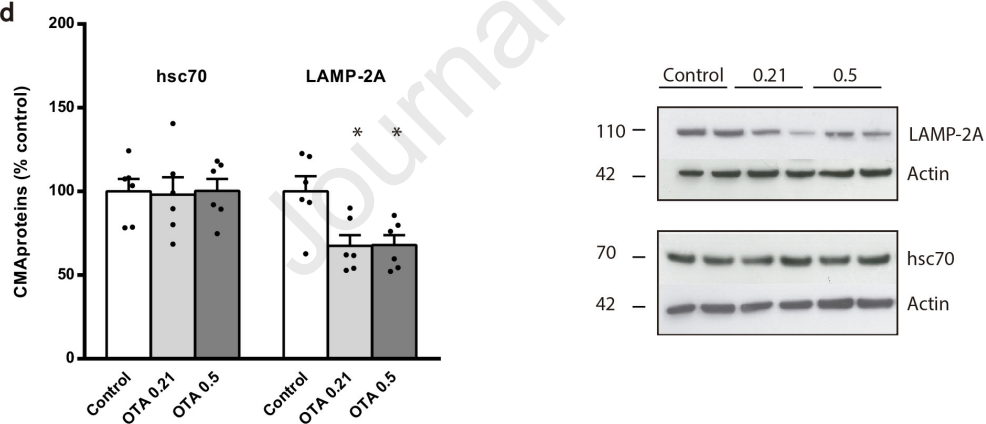 d
200
150
100
50
0
CMAproteins (% control)
hsc70
LAMP-2A
* *
Control
OTA 0.21
OTA 0.5
Control
OTA 0.21
OTA 0.5
Journal
Control 0.21 0.5
110 LAMP-2A
42 Actin
70 hsc70
42 Actin